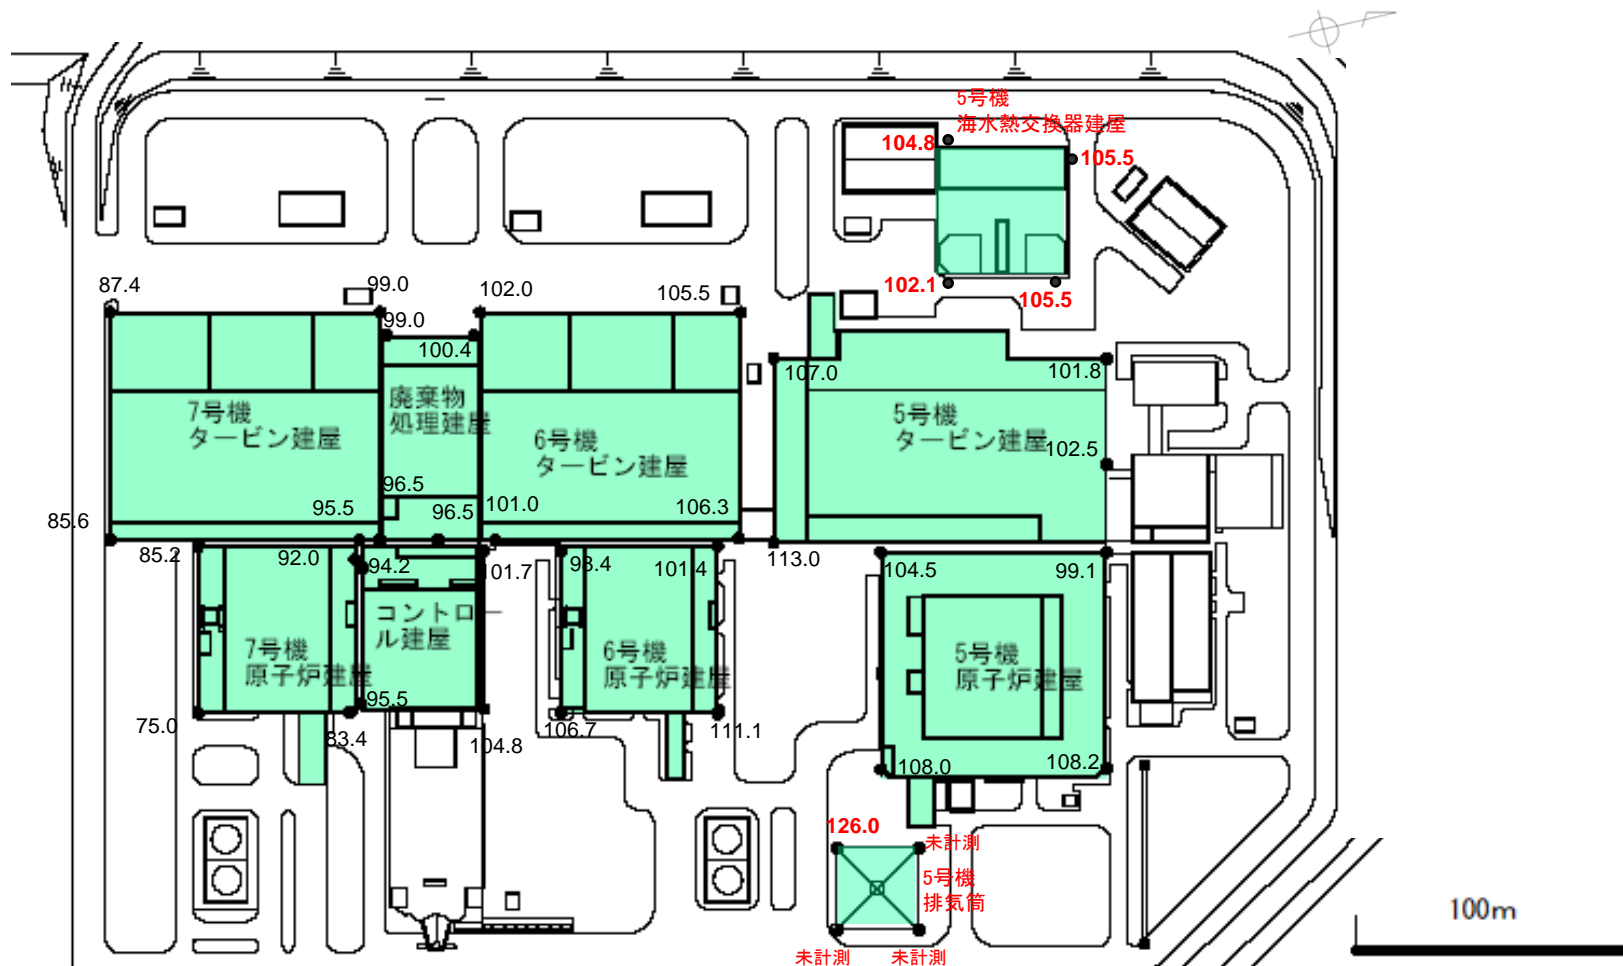 5号機
海水熱交換器建屋
104.8
105.5
102.1
105.5
87.4
99.0
102.0
105.5
99.0
100.4
107.0
101.8
7号機
タービン建屋
廃棄物
処理建屋
6号機
タービン建屋
5号機
タービン建屋
102.5
96.5
95.5
96.5
101.0
106.3
85.6
85.2
92.0
94.2
101.7
93.4
101.4
113.0
104.5
99.1
コントロ
ール建屋
7号機
原子炉建屋
6号機
原子炉建屋
5号機
原子炉建屋
95.5
75.0
83.4
104.8
106.7
111.1
108.0
108.2
126.0
未計測
5号機
排気筒
未計測
未計測
100m